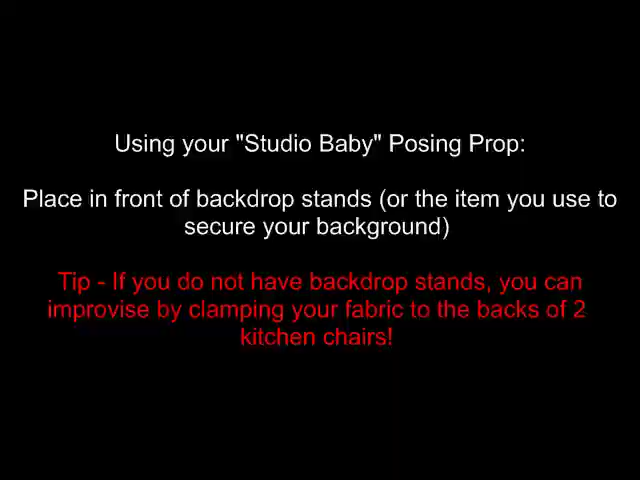 Using your "Studio Baby" Posing Prop:
Place in front of backdrop stands (or the item you use to
secure your background)
Tip - If you do not have backdrop stands, you can
improvise by clamping your fabric to the backs of 2
kitchen chairs!